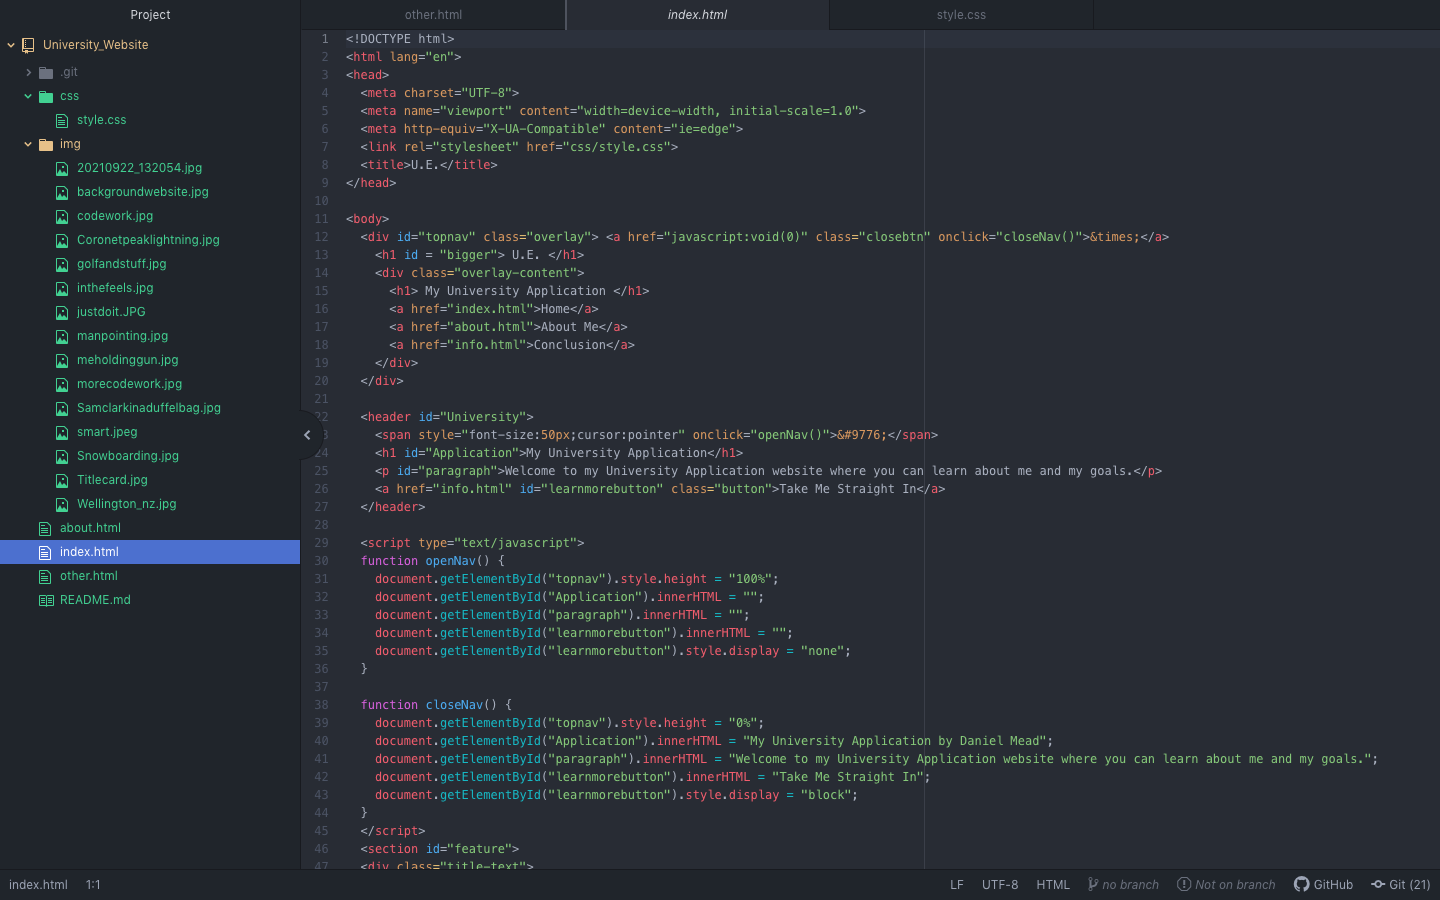 Project
other.html
index.html
style.css
University_Website
.git
css
style.css
img
20210922_132054.jpg
backgroundwebsite.jpg
codework.jpg
Coronetpeaklightning.jpg
golfandstuff.jpg
inthefeels.jpg
justdoit.JPG
manpointing.jpg
meholdinggun.jpg
morecodework.jpg
Samclarkinaduffelbag.jpg
smart.jpeg
Snowboarding.jpg
Titlecard.jpg
Wellington_nz.jpg
about.html
index.html
other.html
README.md
1 <!DOCTYPE html>
2 <html lang="en">
3 <head>
4 <meta charset="UTF-8">
5 <meta name="viewport" content="width=device-width, initial-scale=1.0">
6 <meta http-equiv="X-UA-Compatible" content="ie=edge">
7 <link rel="stylesheet" href="css/style.css">
8 <title>U.E.</title>
9 </head>
10
11 <body>
12 <div id="topnav" class="overlay"> <a href="javascript:void(0)" class="closebtn" onclick="closeNav()">&times;</a>
13 <h1 id = "bigger"> U.E. </h1>
14 <div class="overlay-content">
15 <h1> My University Application </h1>
16 <a href="index.html">Home</a>
17 <a href="about.html">About Me</a>
18 <a href="info.html">Conclusion</a>
19 </div>
20 </div>
21
22 <header id="University">
3 <span style="font-size:50px;cursor:pointer" onclick="openNav()">&#9776;</span>
24 <h1 id="Application">My University Application</h1>
25 <p id="paragraph">Welcome to my University Application website where you can learn about me and my goals.</p>
26 <a href="info.html" id="learnmorebutton" class="button">Take Me Straight In</a>
27 </header>
28
29 <script type="text/javascript">
30 function openNav() {
31 document.getElementById("topnav").style.height = "100%";
32 document.getElementById("Application").innerHTML = "";
33 document.getElementById("paragraph").innerHTML = "";
34 document.getElementById("learnmorebutton").innerHTML = "";
35 document.getElementById("learnmorebutton").style.display = "none";
36 }
37
38 function closeNav() {
39 document.getElementById("topnav").style.height = "0%";
40 document.getElementById("Application").innerHTML = "My University Application by Daniel Mead";
41 document.getElementById("paragraph").innerHTML = "Welcome to my University Application website where you can learn about me and my goals.";
42 document.getElementById("learnmorebutton").innerHTML = "Take Me Straight In";
43 document.getElementById("learnmorebutton").style.display = "block";
44 }
45 </script>
46 <section id="feature">
47 <div class="title-text">
index.html 1:1 LF UTF-8 HTML no branch Not on branch GitHub Git (21)